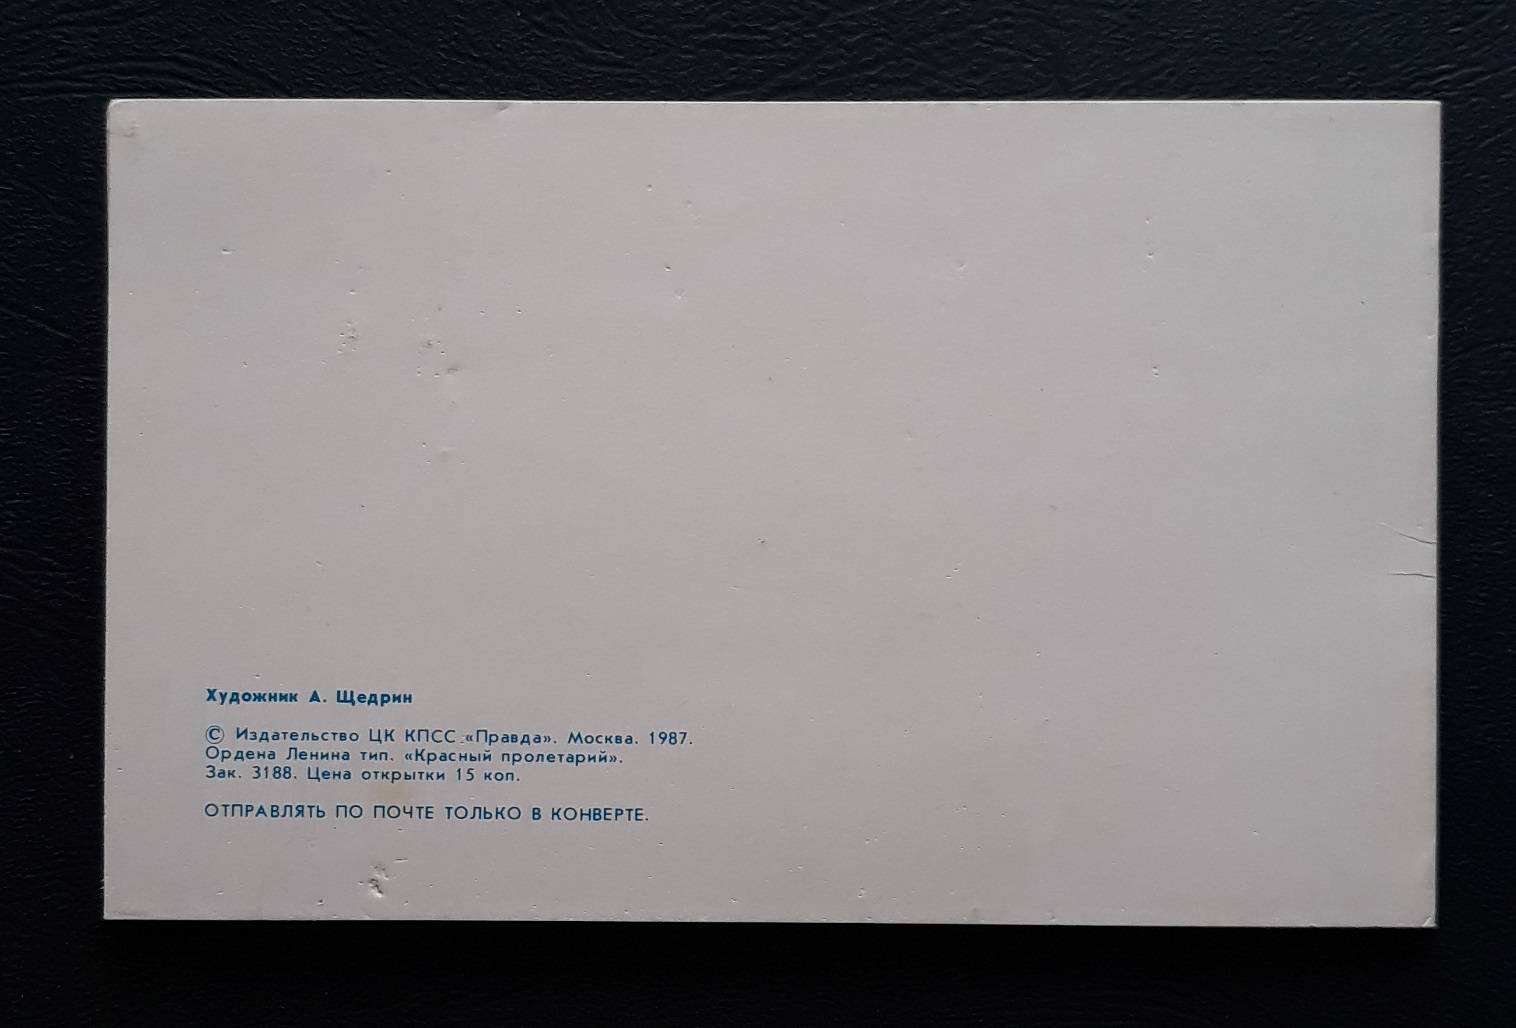 Художник А. Щедрин
© Издательство ЦК КПСС «Правда». Москва. 1987.
Ордена Ленина тип. «Красный пролетарий».
Зак. 3188. Цена открытки 15 коп.
ОТПРАВЛЯТЬ ПО ПОЧТЕ ТОЛЬКО В КОНВЕРТЕ.